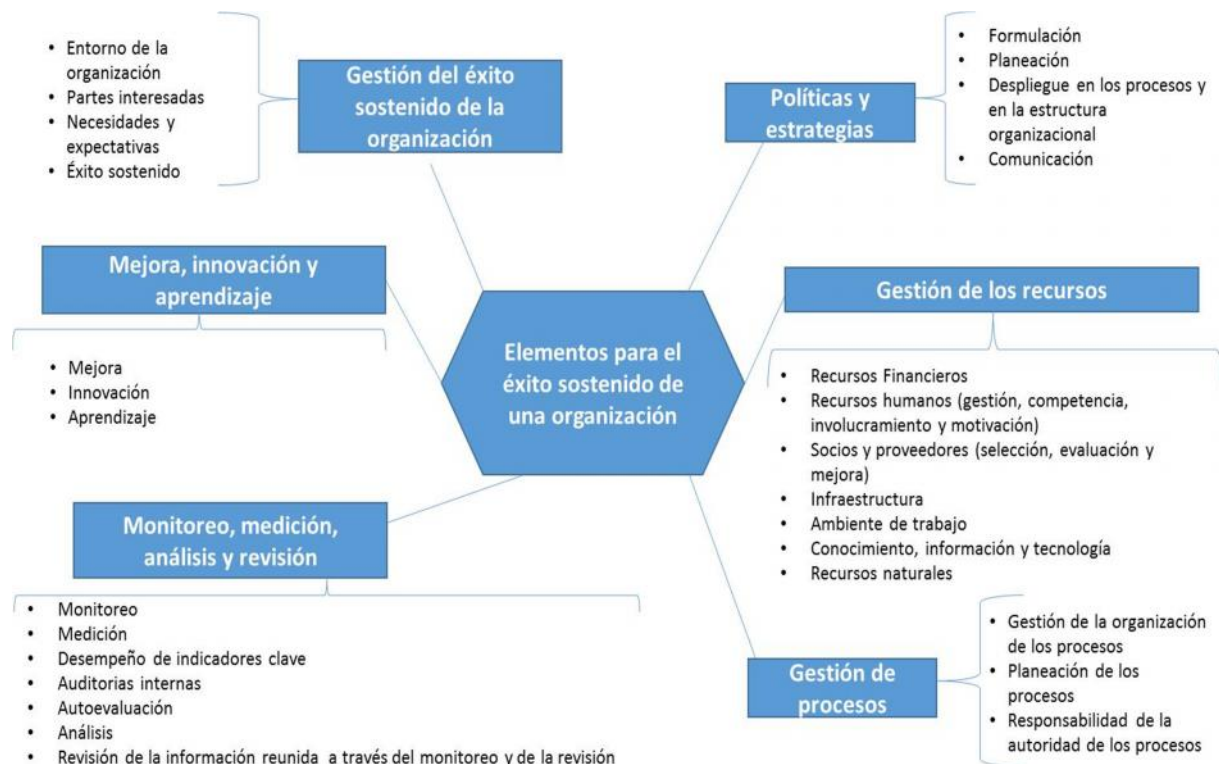 • Entorno de la
organización
• Partes interesadas
• Necesidades y
expectativas
• Éxito sostenido
Gestión del éxito
sostenido de la
organización
Políticas y
estrategias
• Formulación
• Planeación
• Despliegue en los procesos y
en la estructura
organizacional
• Comunicación
Mejora, innovación y
aprendizaje
• Mejora
• Innovación
• Aprendizaje
Elementos para el
éxito sostenido de
una organización
Gestión de los recursos
• Recursos Financieros
• Recursos humanos (gestión, competencia,
involucramiento y motivación)
• Socios y proveedores (selección, evaluación y
mejora)
• Infraestructura
• Ambiente de trabajo
• Conocimiento, información y tecnología
• Recursos naturales
Monitoreo, medición,
análisis y revisión
• Monitoreo
• Medición
• Desempeño de indicadores clave
• Auditorias internas
• Autoevaluación
• Análisis
• Revisión de la información reunida a través del monitoreo y de la revisión
Gestión de
procesos
• Gestión de la organización
de los procesos
• Planeación de los
procesos
• Responsabilidad de la
autoridad de los procesos